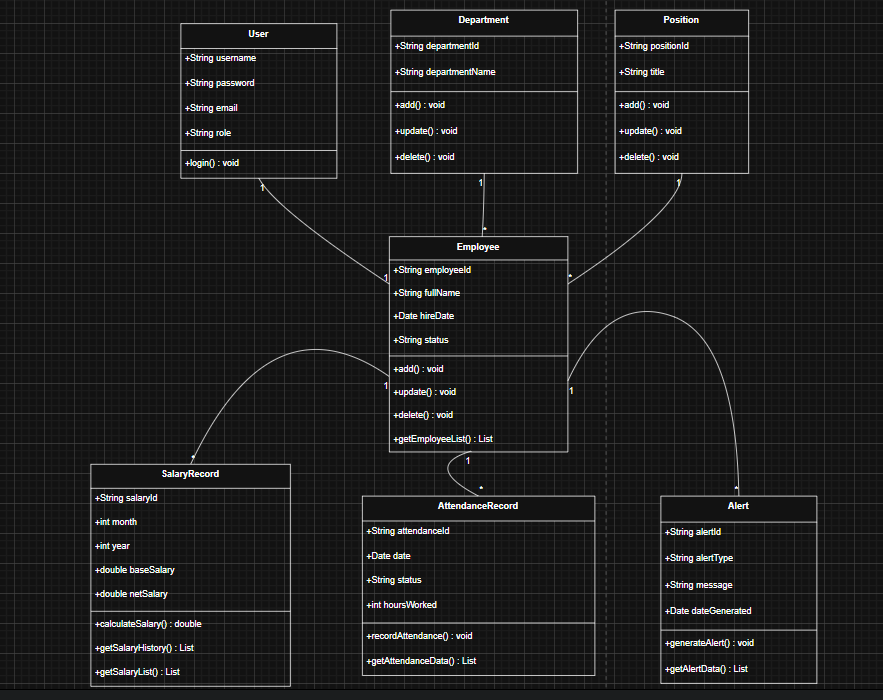 User
+String username
+String password
+String email
+String role
+login() : void
1
Department
+String departmentId
+String departmentName
+add() : void
+update() : void
+delete() : void
1
Position
+String positionId
+String title
+add() : void
+update() : void
+delete() : void
1
*
Employee
1
*
+String employeeId
+String fullName
+Date hireDate
+String status
+add() : void
+update() : void
+delete() : void
+getEmployeeList() : List
1
1
1
*
SalaryRecord
+String salaryId
+int month
+int year
+double baseSalary
+double netSalary
+calculateSalary() : double
+getSalaryHistory() : List
+getSalaryList() : List
*
AttendanceRecord
+String attendanceId
+Date date
+String status
+int hoursWorked
+recordAttendance() : void
+getAttendanceData() : List
*
Alert
+String alertId
+String alertType
+String message
+Date dateGenerated
+generateAlert() : void
+getAlertData() : List